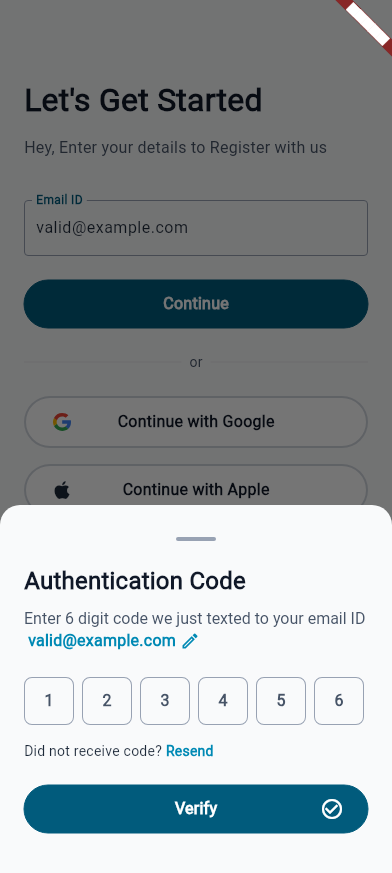 Let's Get Started
Hey, Enter your details to Register with us
Email ID
valid@example.com
Continue
or
Continue with Google
Continue with Apple
Authentication Code
Enter 6 digit code we just texted to your email ID
valid@example.com
1 2 3 4 5 6
Did not receive code? Resend
Verify